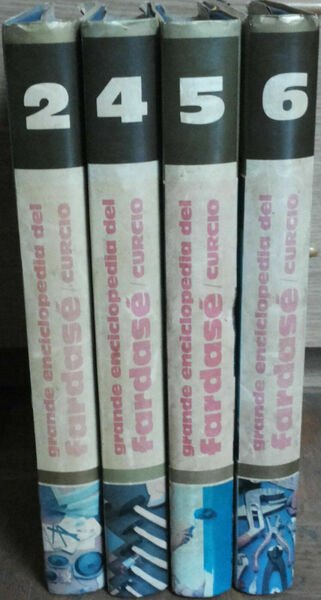 2
grande enciclopedia del
fardasé / CURCIO
4
grande enciclopedia del
fardasé / CURCIO
5
grande enciclopedia del
fardasé / CURCIO
6
grande enciclopedia del
fardasé / CURCIO